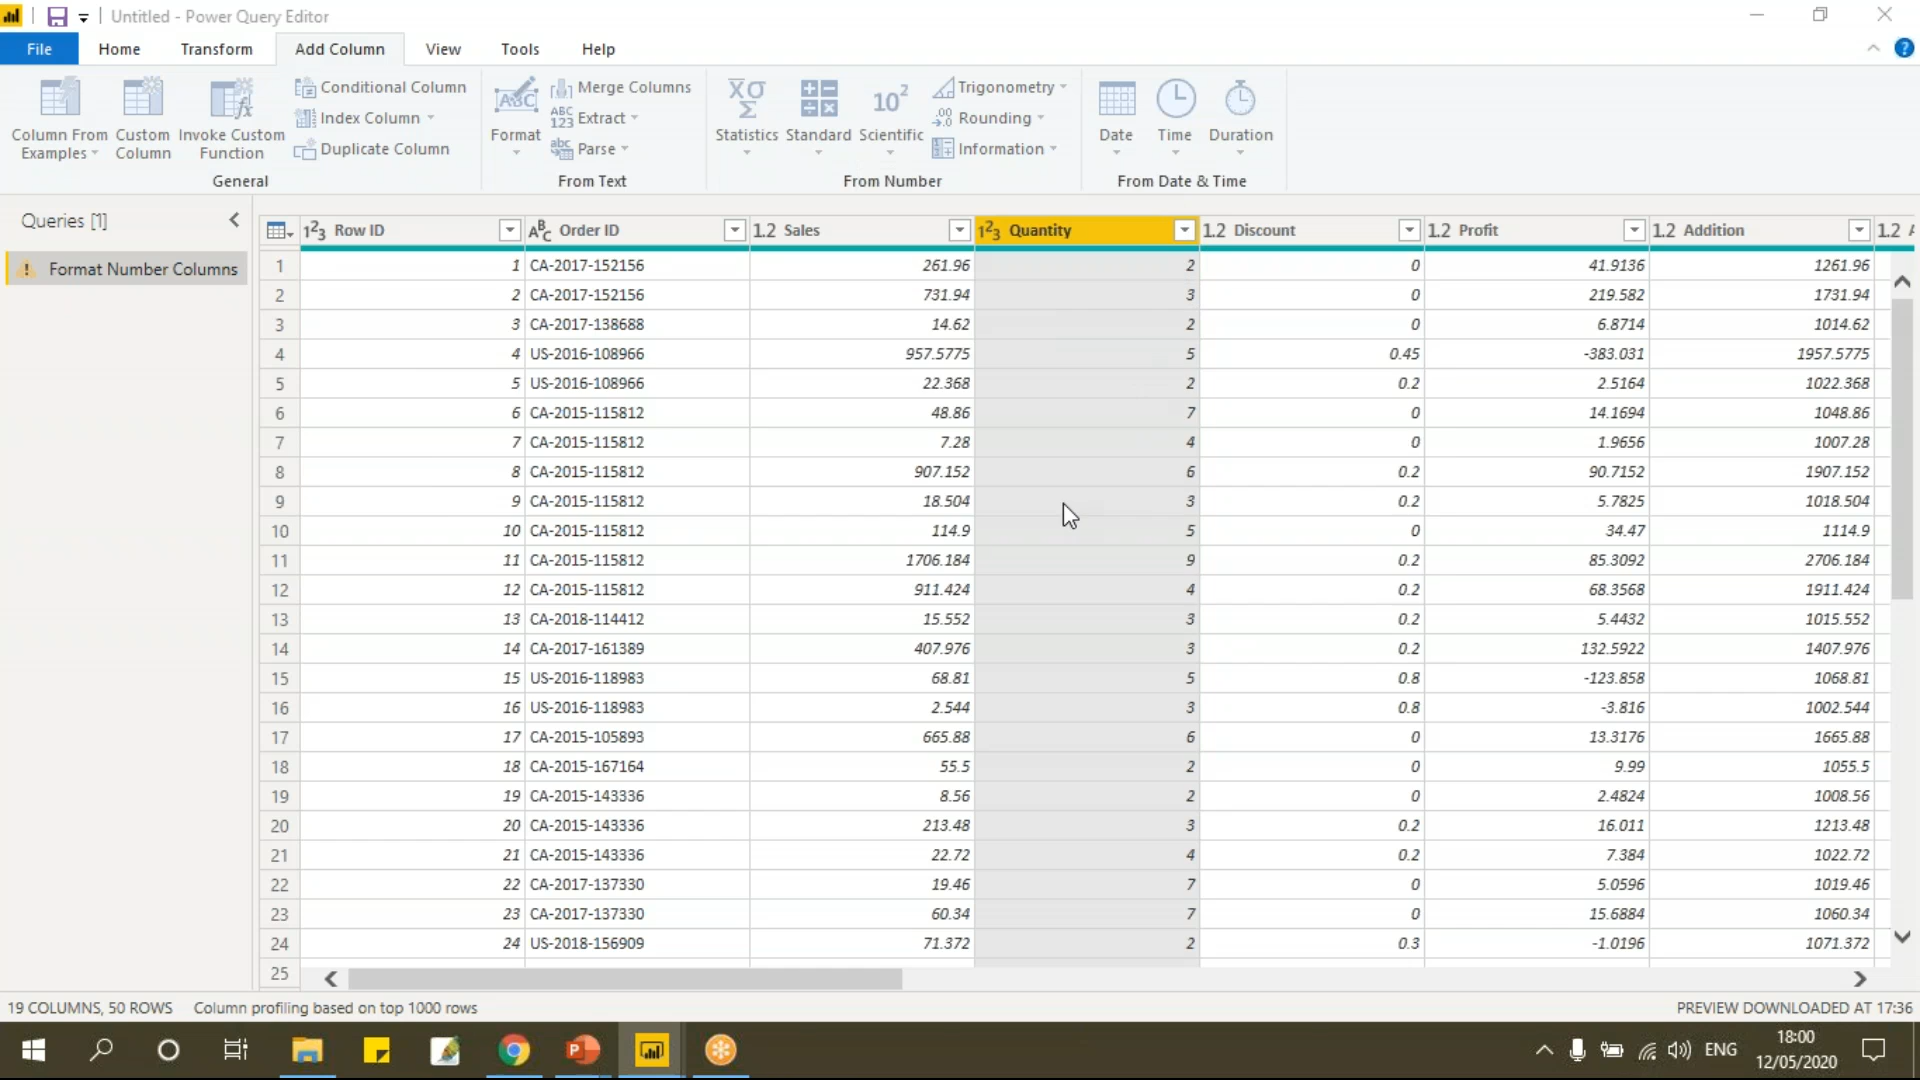 Untitled - Power Query Editor
File Home Transform Add Column View Tools Help
Column From Examples
Custom Column
Invoke Custom Function
Conditional Column
Index Column
Duplicate Column
General
Format
Merge Columns
Extract
Parse
From Text
Statistics
Standard
Scientific
Trigonometry
Rounding
Information
From Number
Date
Time
Duration
From Date & Time
Queries [1]
Format Number Columns
Row ID Order ID 1.2 Sales Quantity 1.2 Discount 1.2 Profit 1.2 Addition 1.2
1 1 CA-2017-152156 261.96 2 0 41.9136 1261.96
2 2 CA-2017-152156 731.94 3 0 219.582 1731.94
3 3 CA-2017-138688 14.62 2 0 6.8714 1014.62
4 4 US-2016-108966 957.5775 5 0.45 -383.031 1957.5775
5 5 US-2016-108966 22.368 2 0.2 2.5164 1022.368
6 6 CA-2015-115812 48.86 7 0 14.1694 1048.86
7 7 CA-2015-115812 7.28 4 0 1.9656 1007.28
8 8 CA-2015-115812 907.152 6 0.2 90.7152 1907.152
9 9 CA-2015-115812 18.504 3 0.2 5.7825 1018.504
10 10 CA-2015-115812 114.9 5 0 34.47 1114.9
11 11 CA-2015-115812 1706.184 9 0.2 85.3092 2706.184
12 12 CA-2015-115812 911.424 4 0.2 68.3568 1911.424
13 13 CA-2018-114412 15.552 3 0.2 5.4432 1015.552
14 14 CA-2017-161389 407.976 3 0.2 132.5922 1407.976
15 15 US-2016-118983 68.81 5 0.8 -123.858 1068.81
16 16 US-2016-118983 2.544 3 0.8 -3.816 1002.544
17 17 CA-2015-105893 665.88 6 0 13.3176 1665.88
18 18 CA-2015-167164 55.5 2 0 9.99 1055.5
19 19 CA-2015-143336 8.56 2 0 2.4824 1008.56
20 20 CA-2015-143336 213.48 3 0.2 16.011 1213.48
21 21 CA-2015-143336 22.72 4 0.2 7.384 1022.72
22 22 CA-2017-137330 19.46 7 0 5.0596 1019.46
23 23 CA-2017-137330 60.34 7 0 15.6884 1060.34
24 24 US-2018-156909 71.372 2 0.3 -1.0196 1071.372
25
19 COLUMNS, 50 ROWS Column profiling based on top 1000 rows PREVIEW DOWNLOADED AT 17:36
ENG 18:00
12/05/2020